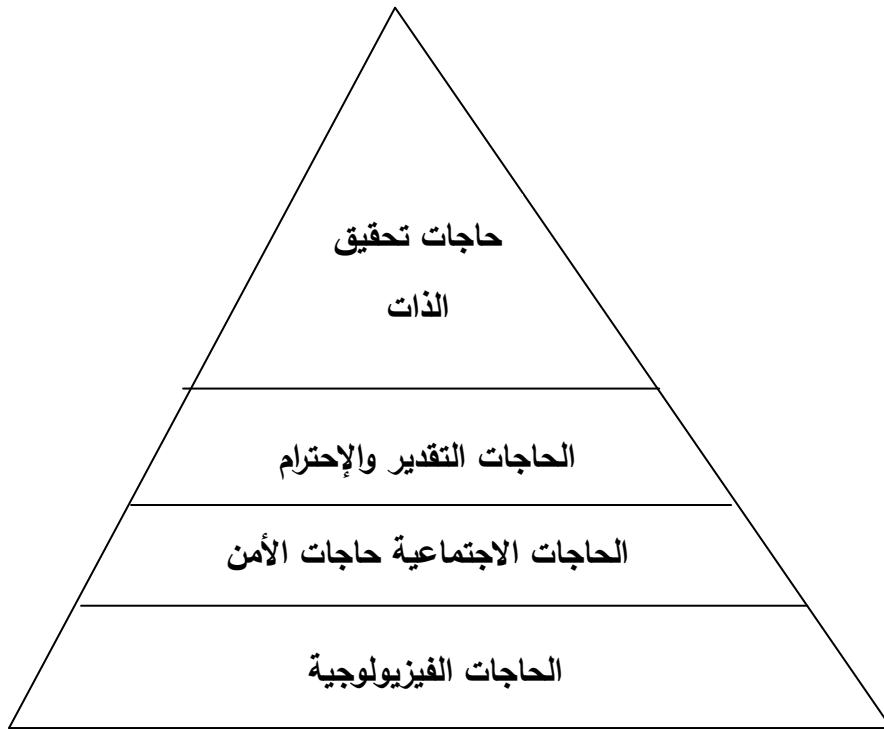 حاجات تحقيق
الذات
الحاجات التقدير والإحترام
الحاجات الاجتماعية حاجات الأمن
الحاجات الفيزيولوجية